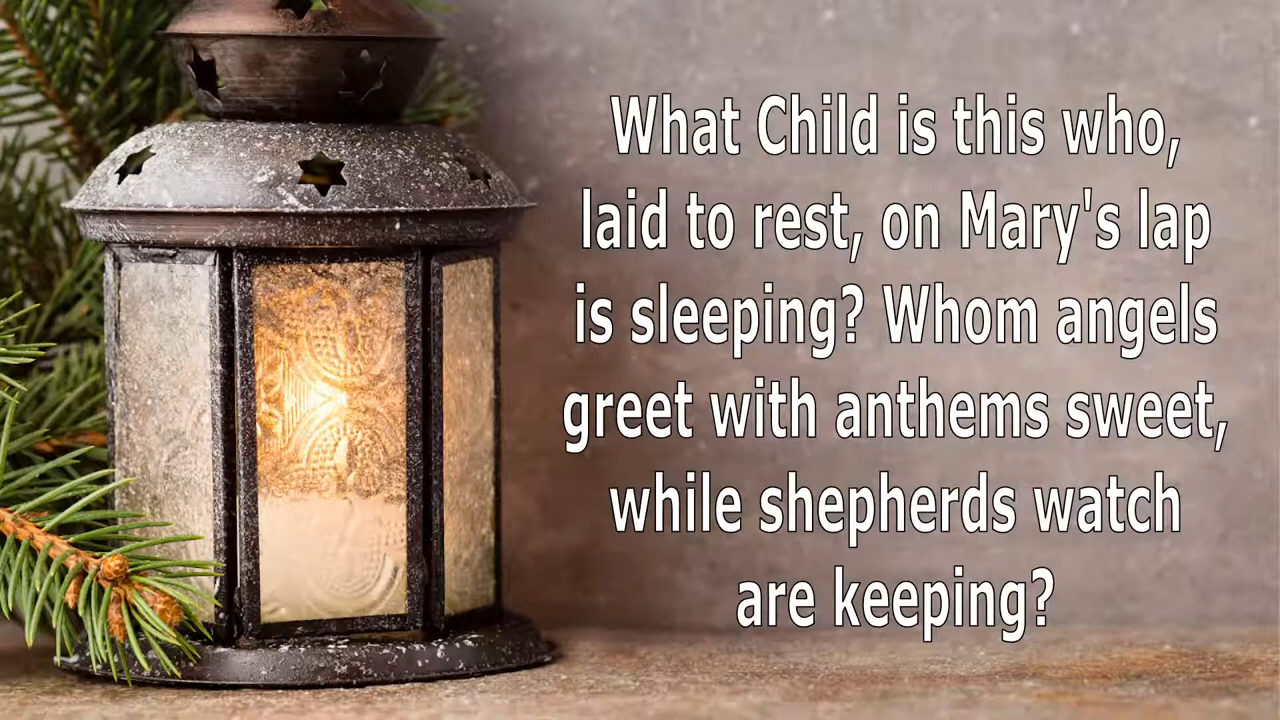 What Child is this who,
laid to rest, on Mary's lap
is sleeping? Whom angels
greet with anthems sweet,
while shepherds watch
are keeping?